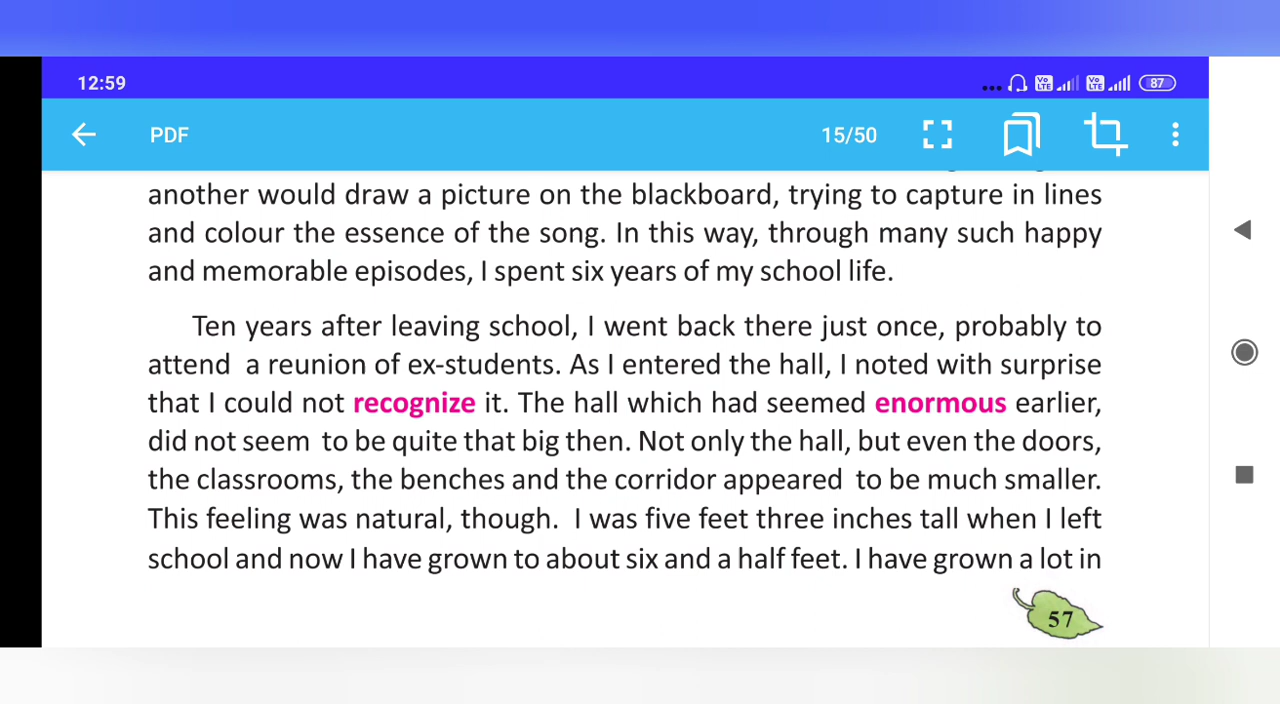 12:59
Vo LTE Vo LTE 87
PDF 15/50
another would draw a picture on the blackboard, trying to capture in lines
and colour the essence of the song. In this way, through many such happy
and memorable episodes, I spent six years of my school life.
Ten years after leaving school, I went back there just once, probably to
attend a reunion of ex-students. As I entered the hall, I noted with surprise
that I could not recognize it. The hall which had seemed enormous earlier,
did not seem to be quite that big then. Not only the hall, but even the doors,
the classrooms, the benches and the corridor appeared to be much smaller.
This feeling was natural, though. I was five feet three inches tall when I left
school and now I have grown to about six and a half feet. I have grown a lot in
57